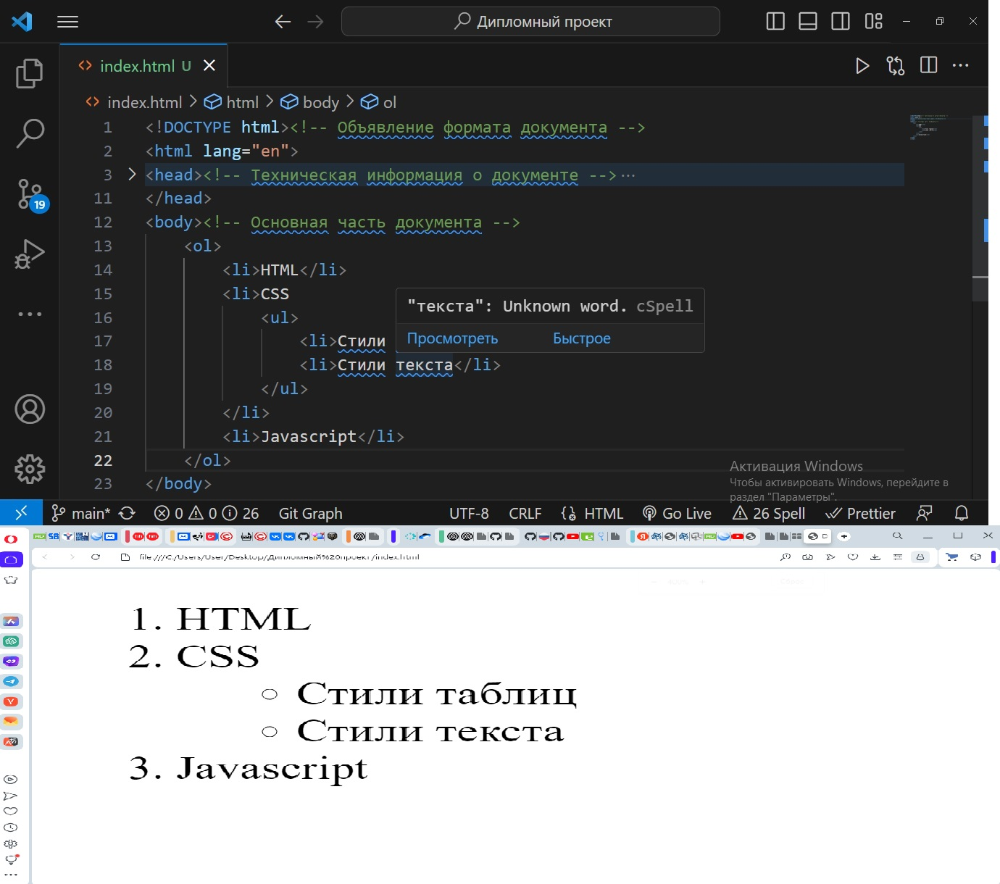 Дипломный проект
index.html U
index.html > html > body > ol
1 <!DOCTYPE html><!-- Объявление формата документа -->
2 <html lang="en">
3 <head><!-- Техническая информация о документе -->···
11 </head>
12 <body><!-- Основная часть документа -->
13 <ol>
14 <li>HTML</li>
15 <li>CSS
"текста": Unknown word. cSpell
16 <ul>
Просмотреть Быстрое
17 <li>Стили
18 <li>Стили текста</li>
19 </ul>
20 </li>
21 <li>Javascript</li>
22 </ol>
23 </body>
19
Активация Windows
Чтобы активировать Windows, перейдите в
раздел "Параметры".
main* 0 0 26 Git Graph UTF-8 CRLF HTML Go Live 26 Spell Prettier
file:///C:/Users/User/Desktop/Дипломный%20проект/index.html
1. HTML
2. CSS
○ Стили таблиц
○ Стили текста
3. Javascript